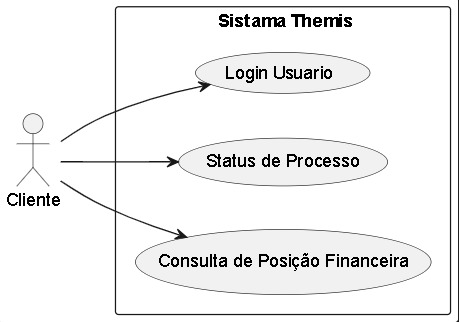 Sistama Themis
Login Usuario
Status de Processo
Cliente
Consulta de Posição Financeira